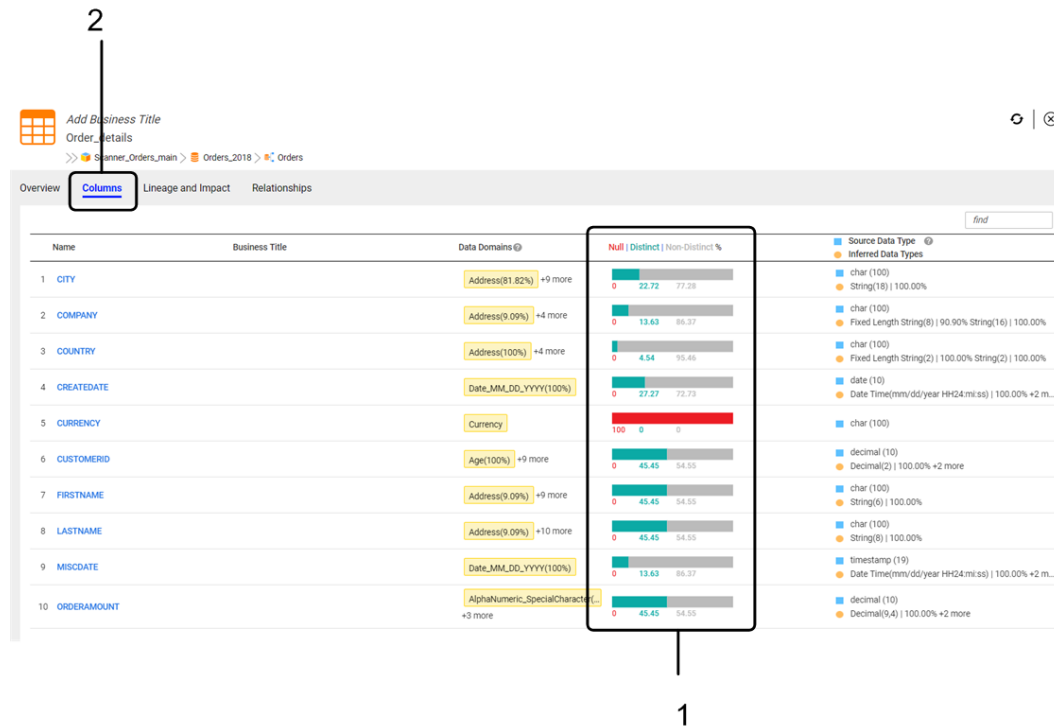 2
Add Business Title
Order_details
Scanner_Orders_main > Orders_2018 > Orders
Overview Columns Lineage and Impact Relationships
find
Name Business Title Data Domains Null | Distinct | Non-Distinct % Source Data Type
Inferred Data Types
1 CITY Address(81.82%) +9 more 0 22.72 77.28 char (100)
String(18) | 100.00%
2 COMPANY Address(9.09%) +4 more 0 13.63 86.37 char (100)
Fixed Length String(8) | 90.90% String(16) | 100.00%
3 COUNTRY Address(100%) +4 more 0 4.54 95.46 char (100)
Fixed Length String(2) | 100.00% String(2) | 100.00%
4 CREATEDATE Date_MM_DD_YYYY(100%) 0 27.27 72.73 date (10)
Date Time(mm/dd/year HH24:mi:ss) | 100.00% +2 m...
5 CURRENCY Currency 100 0 0 char (100)
6 CUSTOMERID Age(100%) +9 more 0 45.45 54.55 decimal (10)
Decimal(2) | 100.00% +2 more
7 FIRSTNAME Address(9.09%) +9 more 0 45.45 54.55 char (100)
String(6) | 100.00%
8 LASTNAME Address(9.09%) +10 more 0 45.45 54.55 char (100)
String(8) | 100.00%
9 MISCDATE Date_MM_DD_YYYY(100%) 0 13.63 86.37 timestamp (19)
Date Time(mm/dd/year HH24:mi:ss) | 100.00% +2 m...
10 ORDERAMOUNT AlphaNumeric_SpecialCharacter(... +3 more 0 45.45 54.55 decimal (10)
Decimal(9,4) | 100.00% +2 more
1